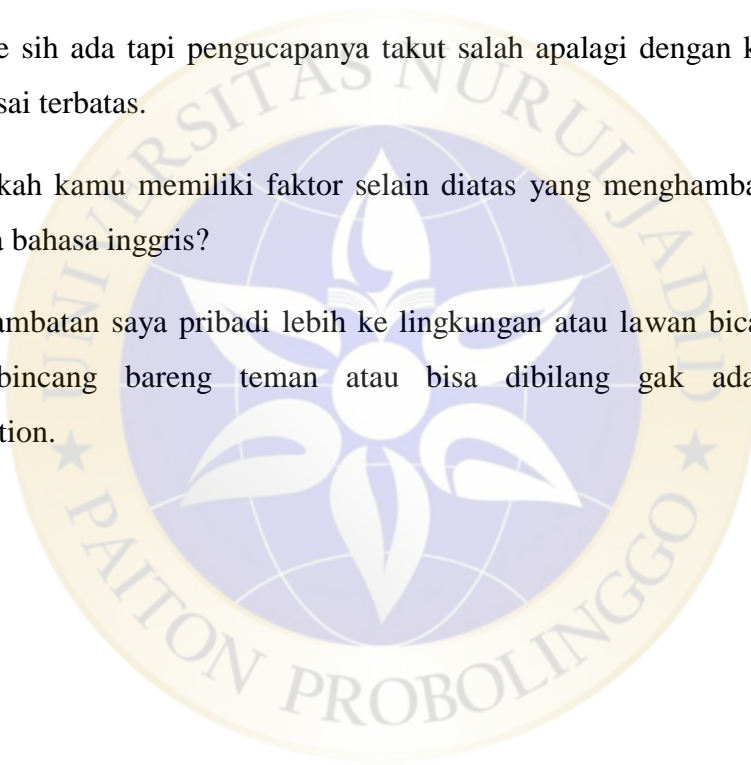 e sih ada tapi pengucapanya takut salah apalagi dengan k
sai terbatas.
kah kamu memiliki faktor selain diatas yang menghamba
a bahasa inggris?
ambatan saya pribadi lebih ke lingkungan atau lawan bica
bincang bareng teman atau bisa dibilang gak ada
tion.
UNIVERSITAS NURUL JADID
PAITON PROBOLINGGO